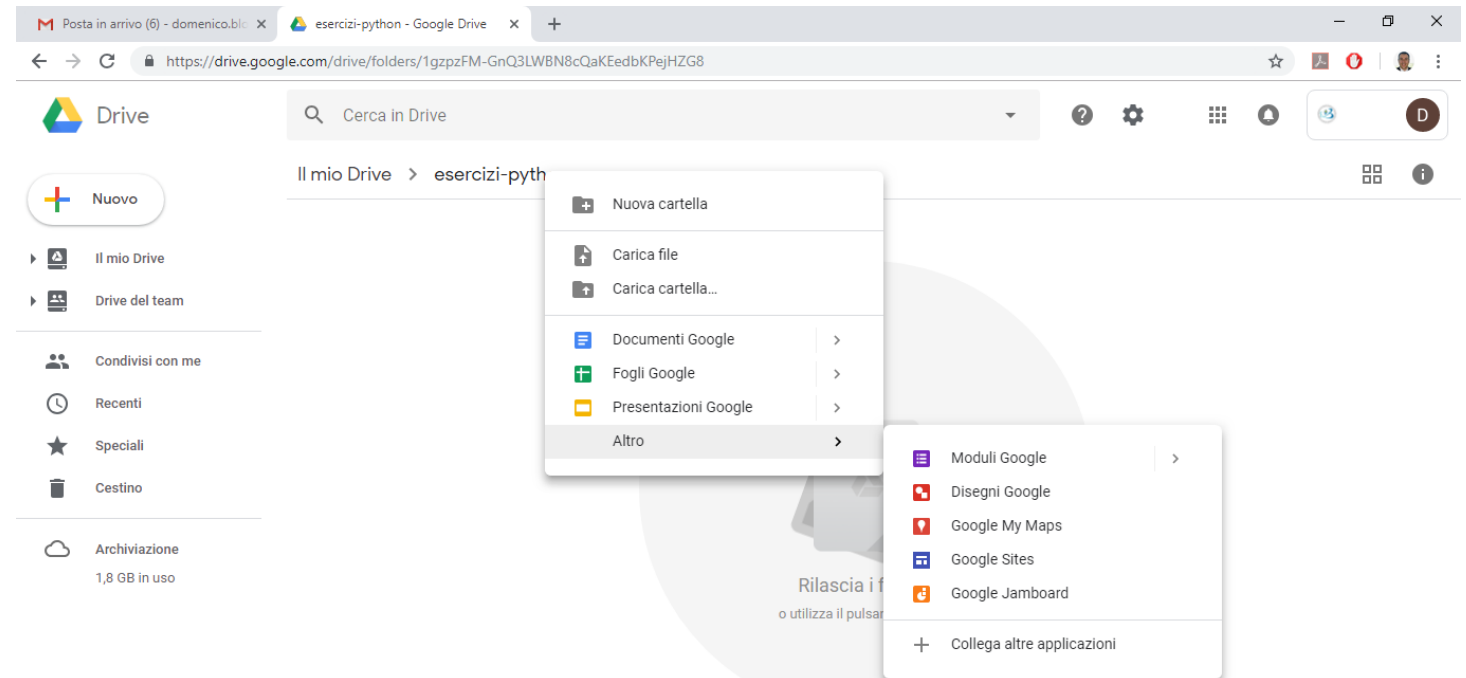 Posta in arrivo (6) - domenico.blo
esercizi-python - Google Drive
https://drive.google.com/drive/folders/1gzpzFM-GnQ3LWBN8cQaKEedbKPejHZG8
Drive
Cerca in Drive
D
Il mio Drive > esercizi-pyth
Nuovo
Il mio Drive
Drive del team
Condivisi con me
Recenti
Speciali
Cestino
Archiviazione
1,8 GB in uso
Nuova cartella
Carica file
Carica cartella...
Documenti Google
Fogli Google
Presentazioni Google
Altro
Moduli Google
Disegni Google
Google My Maps
Google Sites
Google Jamboard
Collega altre applicazioni
Rilascia i f
o utilizza il pulsar